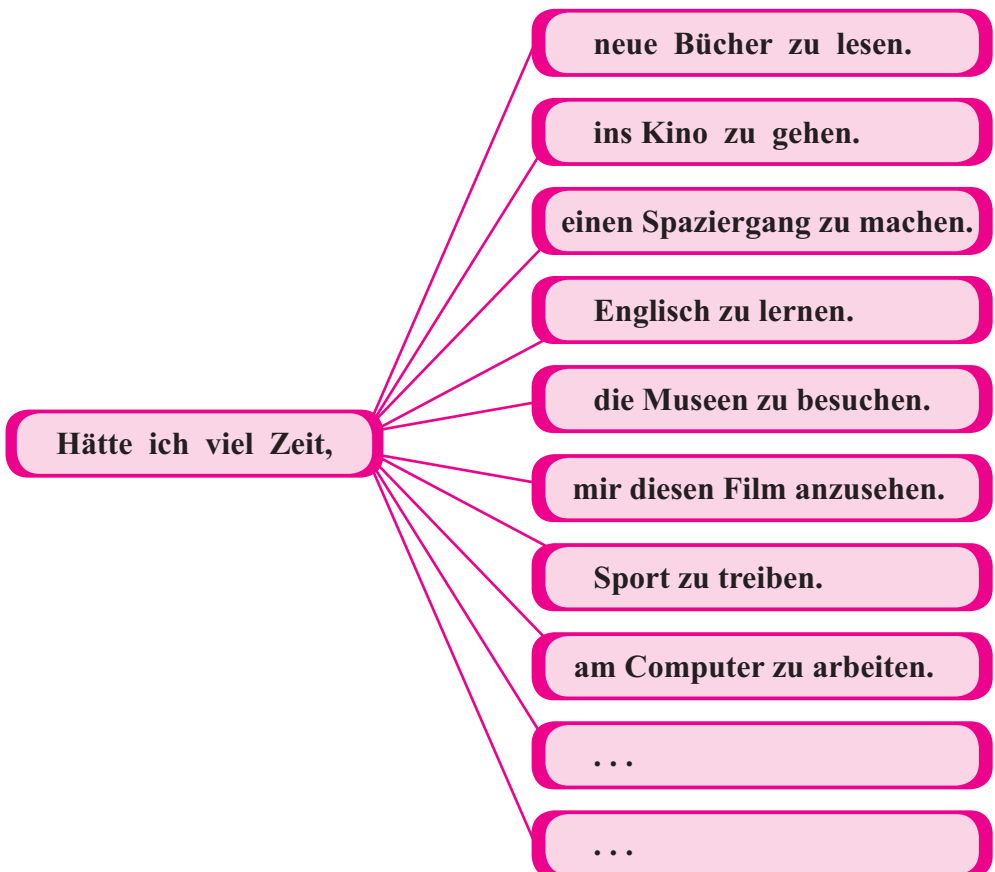 Hätte ich viel Zeit,
neue Bücher zu lesen.
ins Kino zu gehen.
einen Spaziergang zu machen.
Englisch zu lernen.
die Museen zu besuchen.
mir diesen Film anzusehen.
Sport zu treiben.
am Computer zu arbeiten.
. . .
. . .